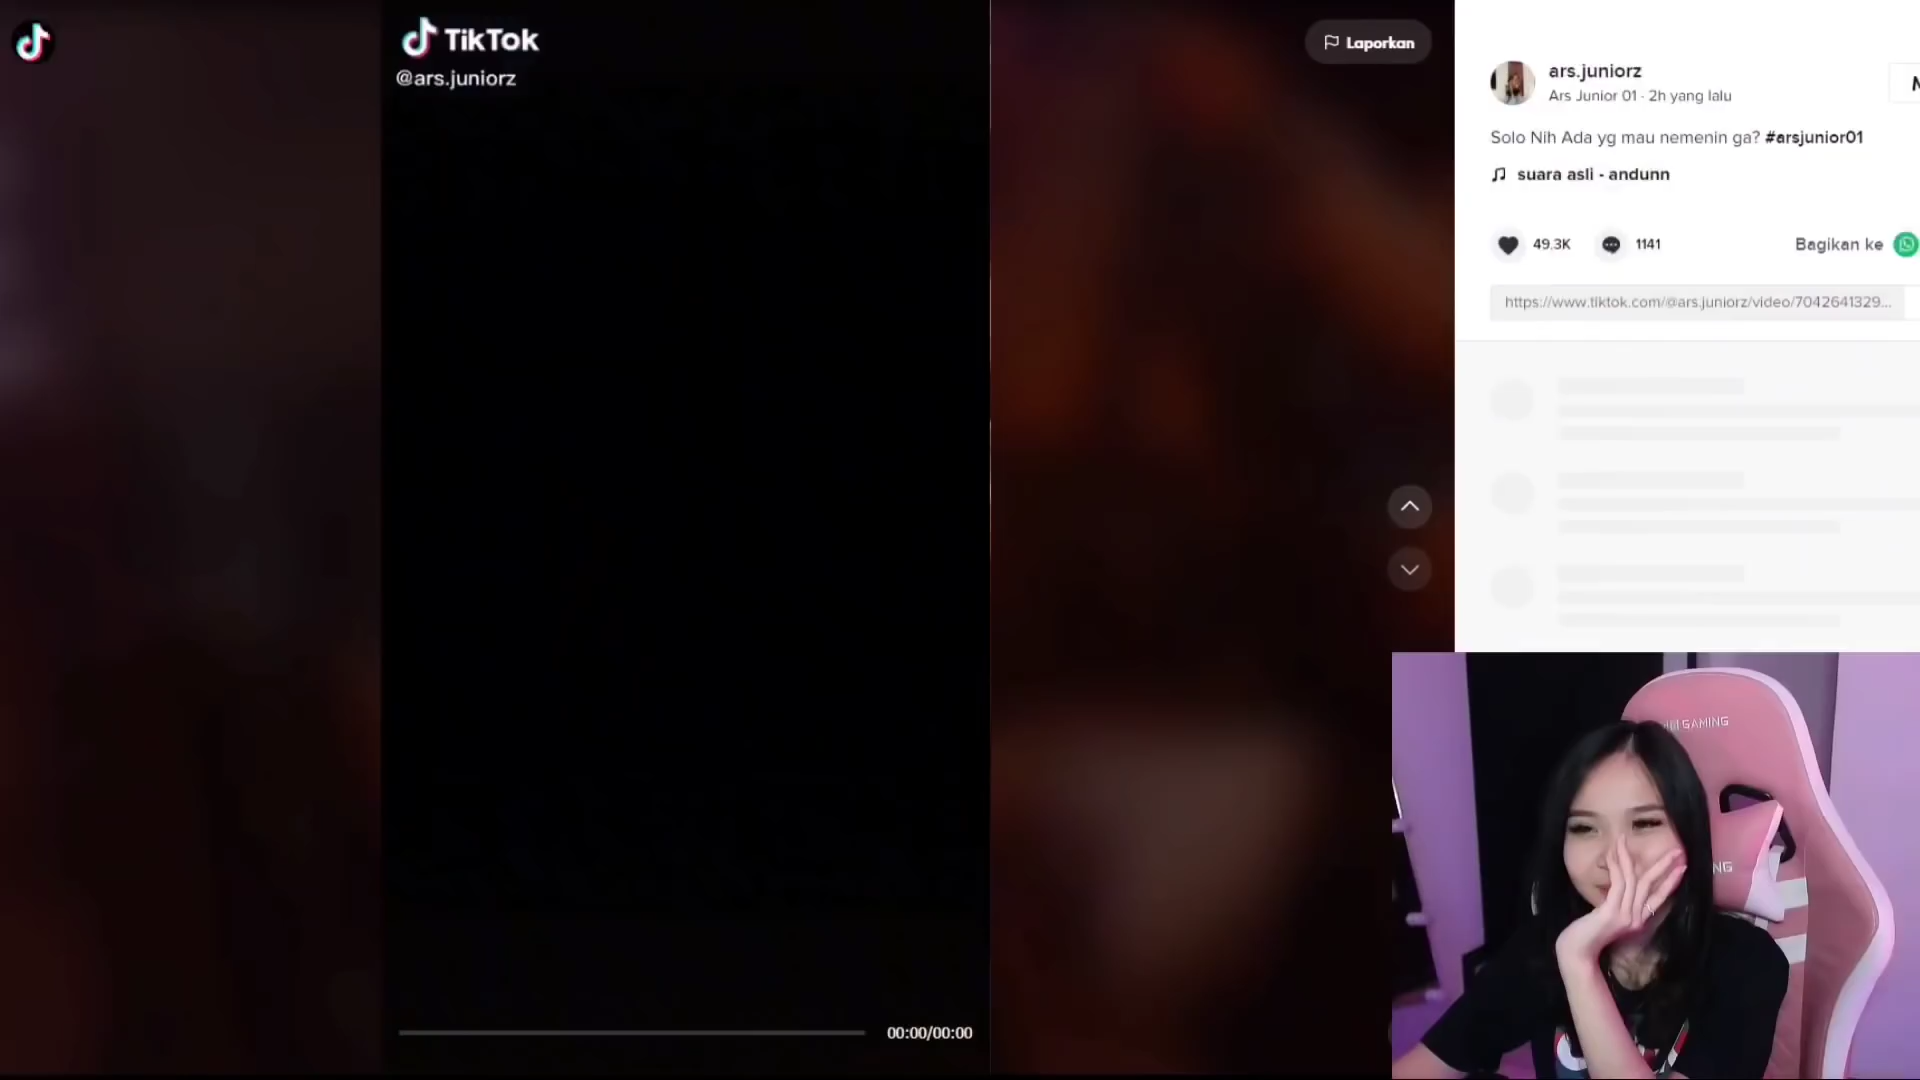 TikTok
@ars.juniorz
Laporkan
ars.juniorz
Ars Junior 01 · 2h yang lalu
Solo Nih Ada yg mau nemenin ga? #arsjunior01
suara asli - andunn
49.3K
1141
Bagikan ke
https://www.tiktok.com/@ars.juniorz/video/7042641329...
00:00/00:00
GAMING